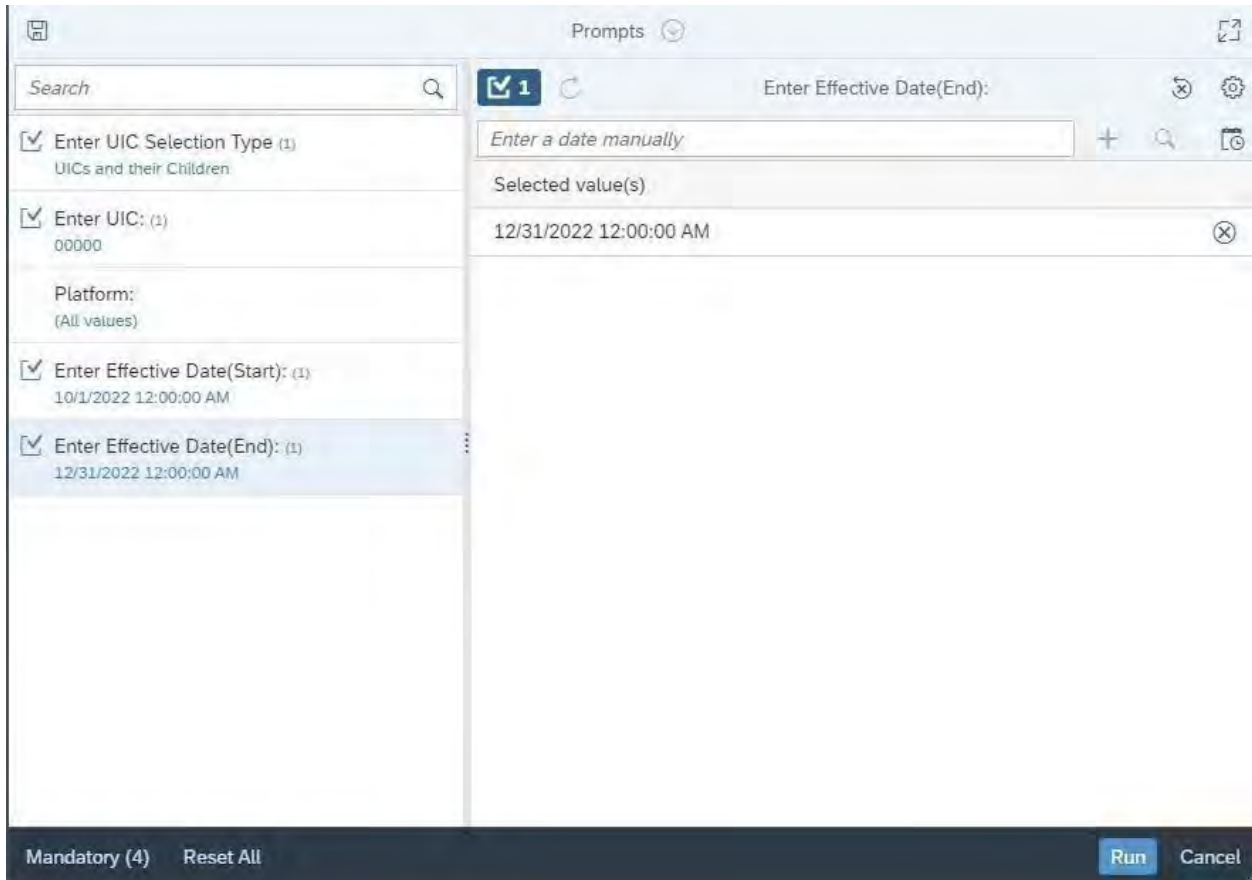 Prompts
Search
Enter UIC Selection Type (1)
UICs and their Children
Enter UIC: (1)
00000
Platform:
(All values)
Enter Effective Date(Start): (1)
10/1/2022 12:00:00 AM
Enter Effective Date(End): (1)
12/31/2022 12:00:00 AM
1
Enter Effective Date(End):
Enter a date manually
Selected value(s)
12/31/2022 12:00:00 AM
Mandatory (4) Reset All
Run Cancel